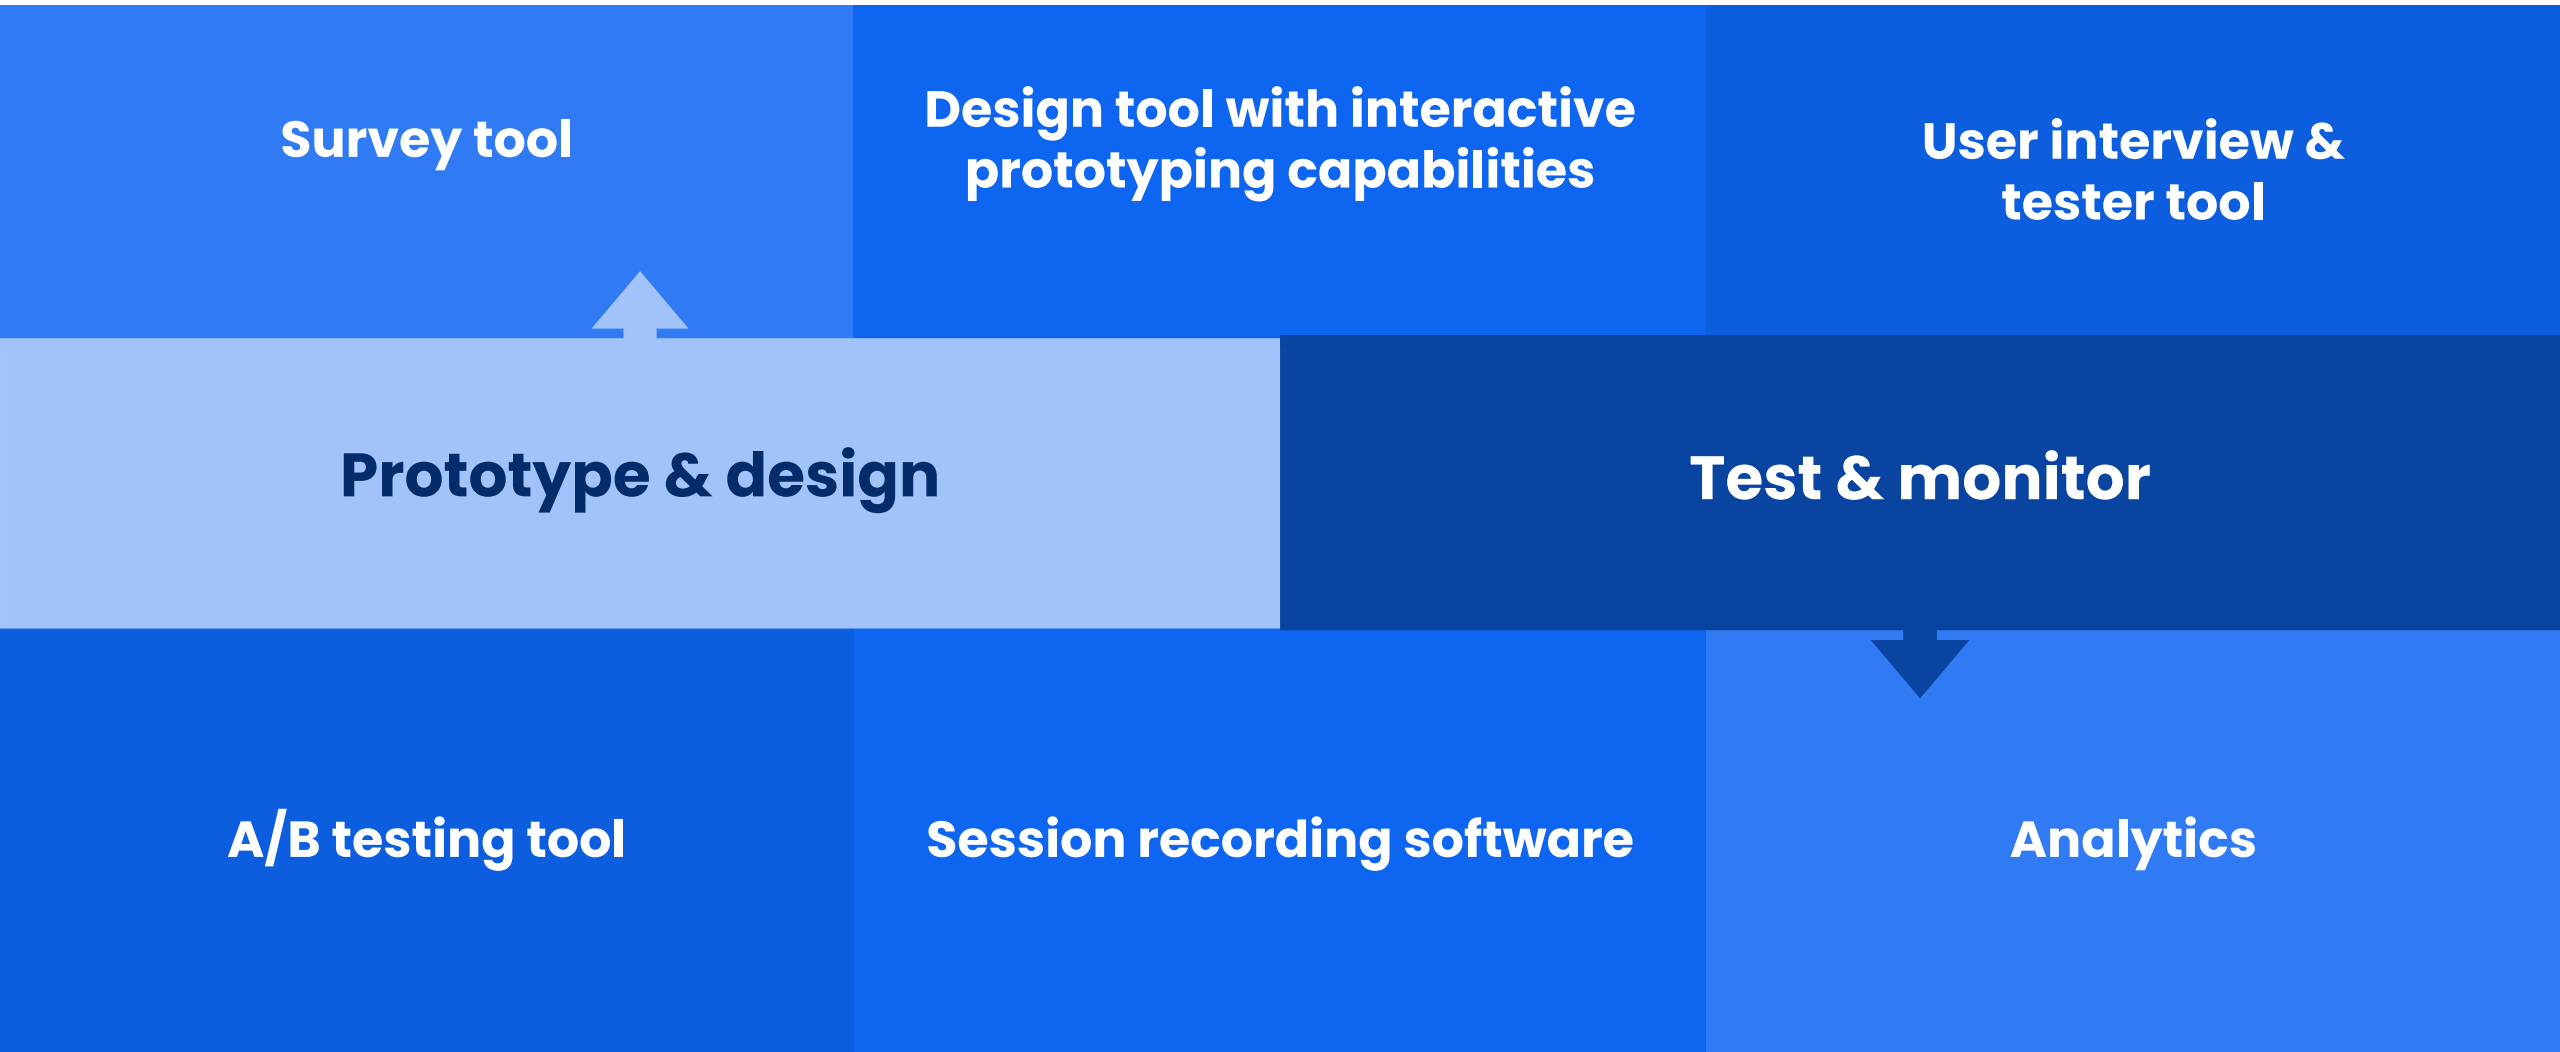 Survey tool
Design tool with interactive
prototyping capabilities
User interview &
tester tool
Prototype & design
Test & monitor
A/B testing tool
Session recording software
Analytics